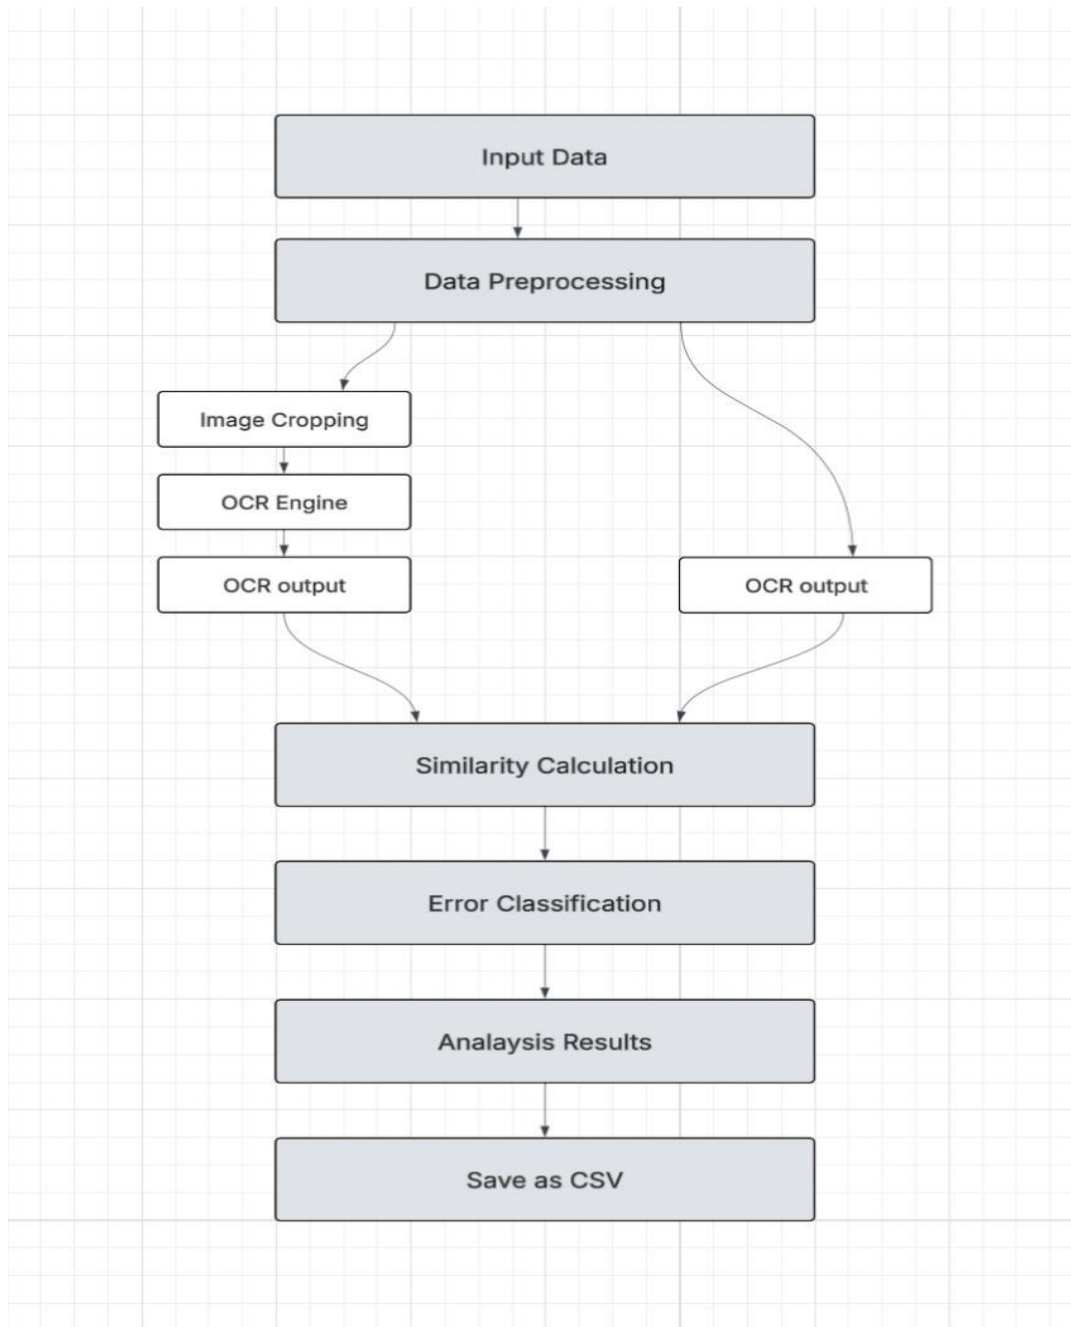 Input Data
Data Preprocessing
Image Cropping
OCR Engine
OCR output
OCR output
Similarity Calculation
Error Classification
Analaysis Results
Save as CSV